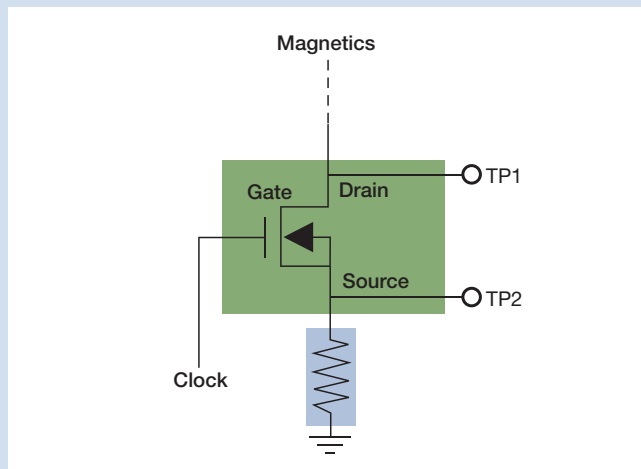 Magnetics
TP1
Gate
Drain
Source
TP2
Clock